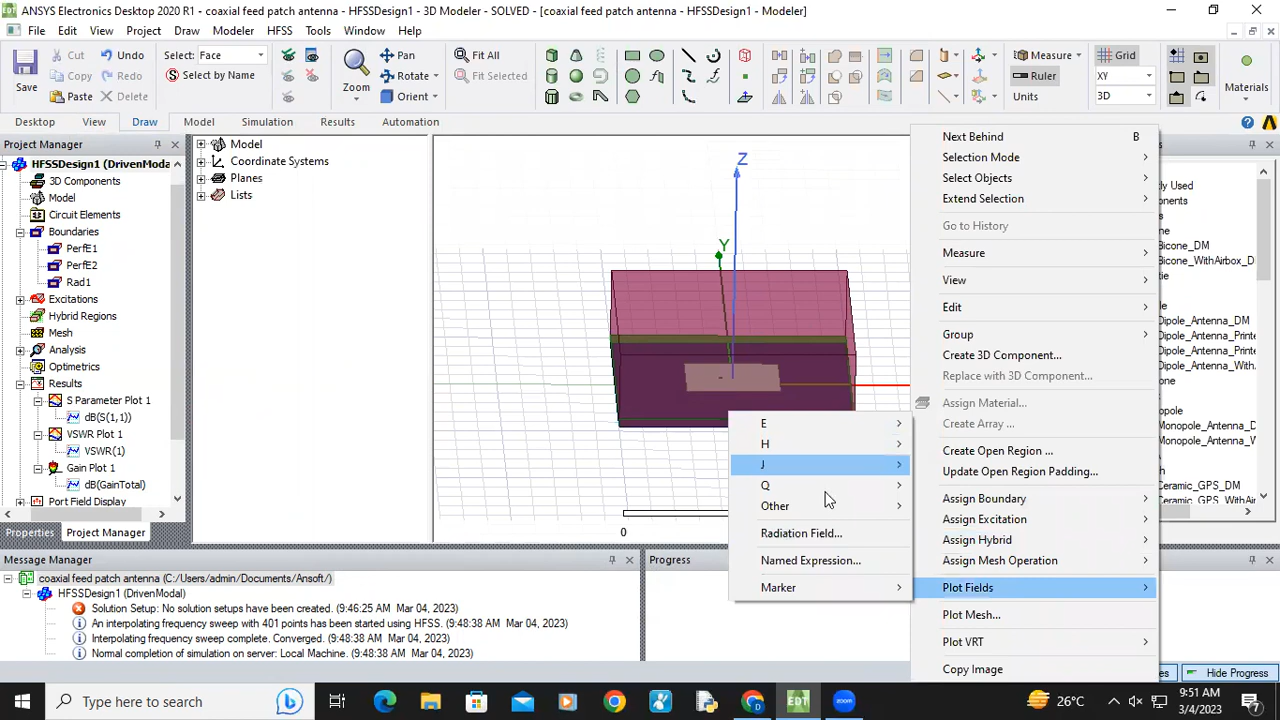 ANSYS Electronics Desktop 2020 R1 - coaxial feed patch antenna - HFSSDesign1 - 3D Modeler - SOLVED - [coaxial feed patch antenna - HFSSDesign1 - Modeler]
File Edit View Project Draw Modeler HFSS Tools Window Help
Save
Cut
Copy
Paste
Undo
Redo
Delete
Select: Face
Select by Name
Zoom
Pan
Rotate
Orient
Fit All
Fit Selected
Measure
Ruler
Units
Grid
XY
3D
Materials
Desktop View Draw Model Simulation Results Automation
Project Manager
HFSSDesign1 (DrivenModa
3D Components
Model
Circuit Elements
Boundaries
PerfE1
PerfE2
Rad1
Excitations
Hybrid Regions
Mesh
Analysis
Optimetrics
Results
S Parameter Plot 1
dB(S(1,1))
VSWR Plot 1
VSWR(1)
Gain Plot 1
dB(GainTotal)
Port Field Display
Properties Project Manager
Model
Coordinate Systems
Planes
Lists
Z
Y
0
E
H
J
Q
Other
Radiation Field...
Named Expression...
Marker
Next Behind B
Selection Mode
Select Objects
Extend Selection
Go to History
Measure
View
Edit
Group
Create 3D Component...
Replace with 3D Component...
Assign Material...
Create Array ...
Create Open Region ...
Update Open Region Padding...
Assign Boundary
Assign Excitation
Assign Hybrid
Assign Mesh Operation
Plot Fields
Plot Mesh...
Plot VRT
Copy Image
Bicone_DM
Bicone_WithAirbox_D
Dipole_Antenna_DM
Dipole_Antenna_Printe
Monopole_Antenna_DM
Ceramic_GPS_DM
Message Manager
coaxial feed patch antenna (C:/Users/admin/Documents/Ansoft/)
HFSSDesign1 (DrivenModal)
Solution Setup: No solution setups have been created. (9:46:25 AM Mar 04, 2023)
An interpolating frequency sweep with 401 points has been started using HFSS. (9:48:38 AM Mar 04, 2023)
Interpolating frequency sweep complete. Converged. (9:48:38 AM Mar 04, 2023)
Normal completion of simulation on server: Local Machine. (9:48:38 AM Mar 04, 2023)
Progress
Hide Progress
Type here to search
EDT
zoom
26°C
9:51 AM
3/4/2023
7